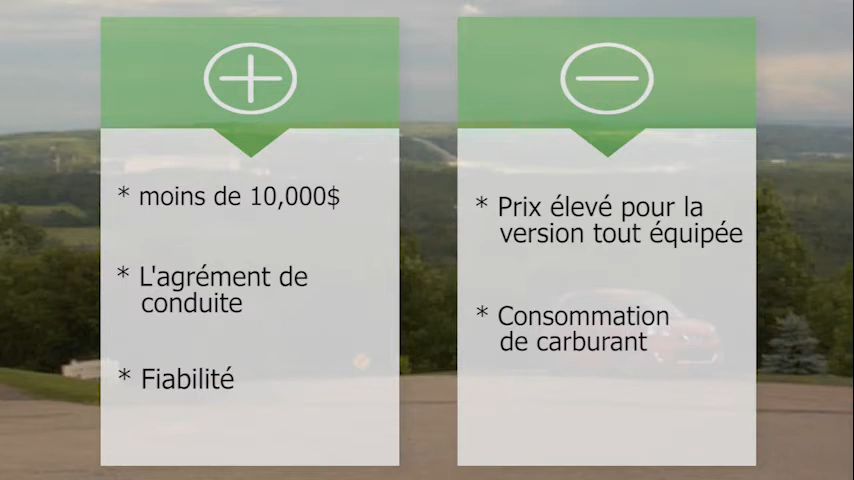 * moins de 10,000$
* L'agrément de
conduite
* Fiabilité
* Prix élevé pour la
version tout équipée
* Consommation
de carburant